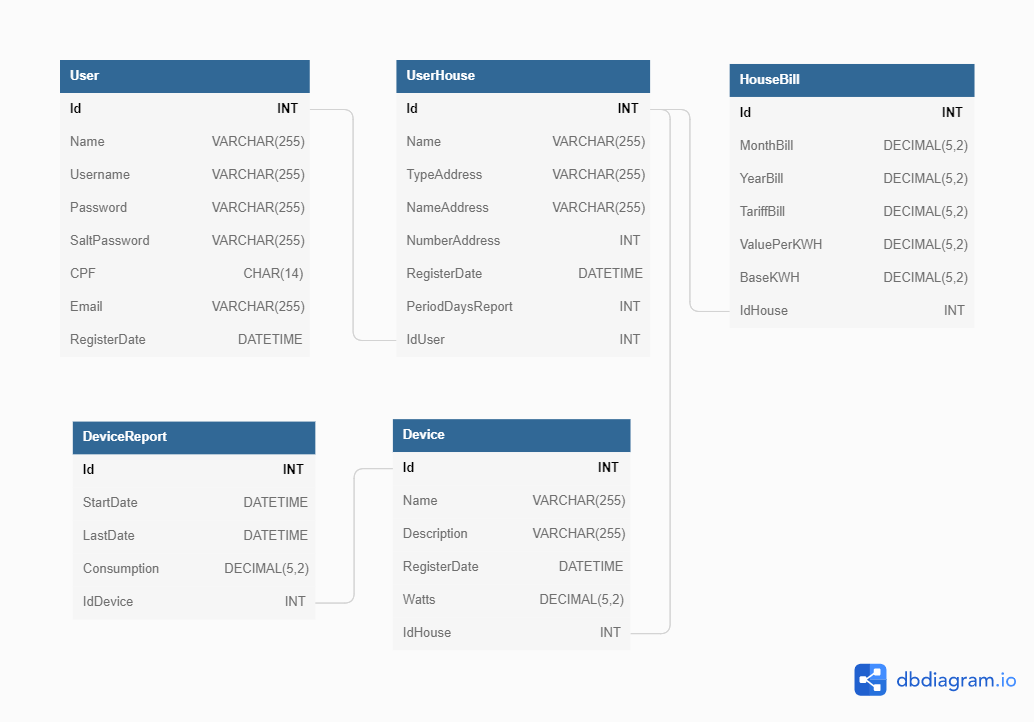 User
Id INT
Name VARCHAR(255)
Username VARCHAR(255)
Password VARCHAR(255)
SaltPassword VARCHAR(255)
CPF CHAR(14)
Email VARCHAR(255)
RegisterDate DATETIME
UserHouse
Id INT
Name VARCHAR(255)
TypeAddress VARCHAR(255)
NameAddress VARCHAR(255)
NumberAddress INT
RegisterDate DATETIME
PeriodDaysReport INT
IdUser INT
HouseBill
Id INT
MonthBill DECIMAL(5,2)
YearBill DECIMAL(5,2)
TariffBill DECIMAL(5,2)
ValuePerKWH DECIMAL(5,2)
BaseKWH DECIMAL(5,2)
IdHouse INT
DeviceReport
Id INT
StartDate DATETIME
LastDate DATETIME
Consumption DECIMAL(5,2)
IdDevice INT
Device
Id INT
Name VARCHAR(255)
Description VARCHAR(255)
RegisterDate DATETIME
Watts DECIMAL(5,2)
IdHouse INT
dbdiagram.io